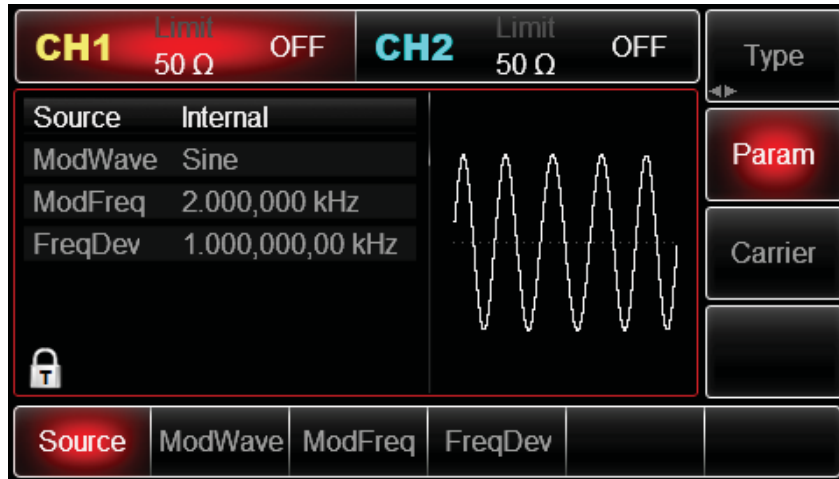 CH1 Limit 50 Ω OFF CH2 Limit 50 Ω OFF
Type
Source Internal
ModWave Sine
ModFreq 2.000,000 kHz
FreqDev 1.000,000,00 kHz
T
Param
Carrier
Source ModWave ModFreq FreqDev